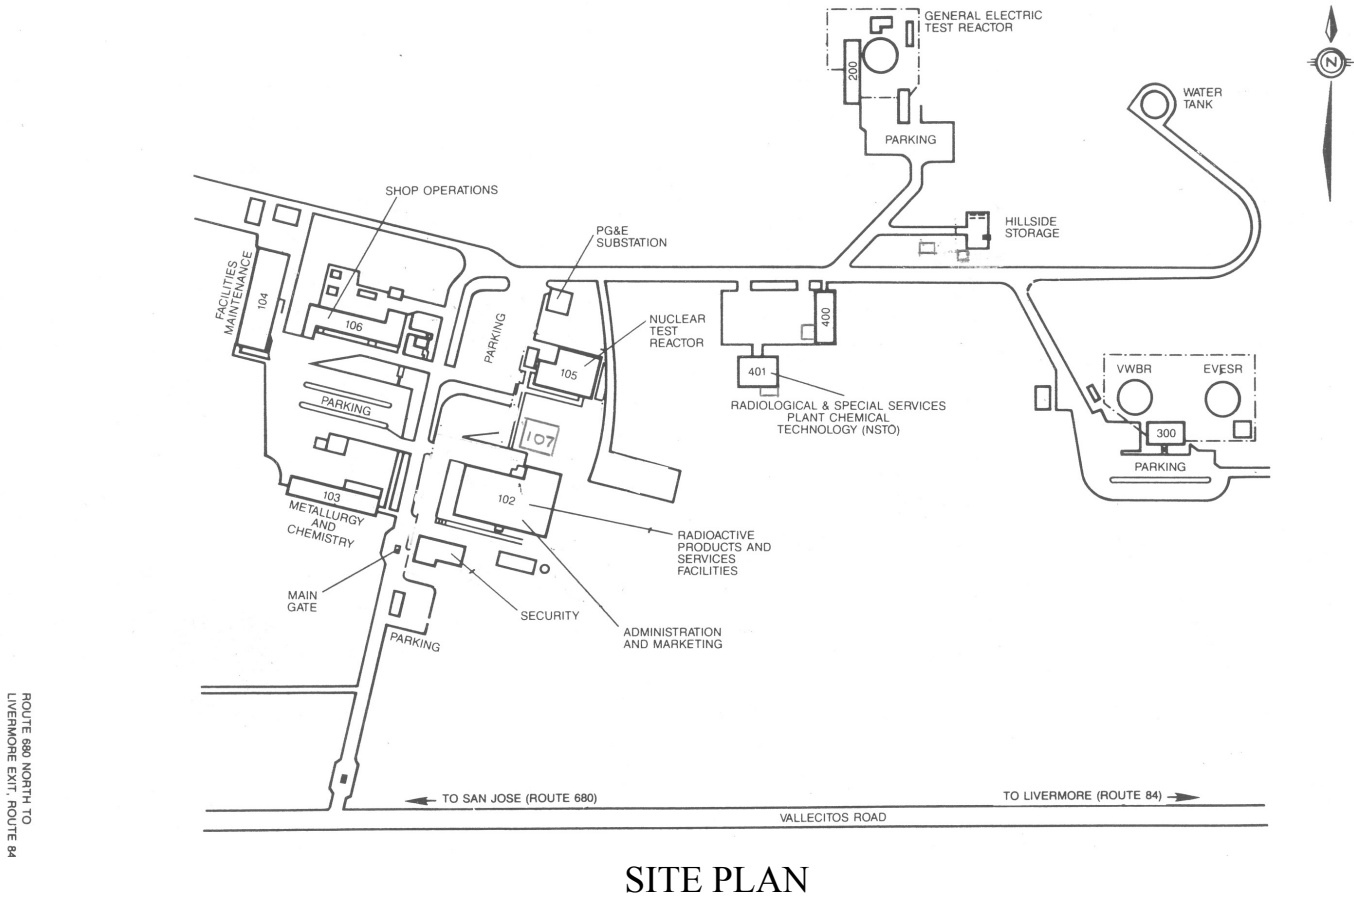 GENERAL ELECTRIC
TEST REACTOR
200
PARKING
N
WATER
TANK
SHOP OPERATIONS
PG&E
SUBSTATION
HILLSIDE
STORAGE
FACILITIES
MAINTENANCE
104
106
PARKING
NUCLEAR
TEST
REACTOR
105
400
401
RADIOLOGICAL & SPECIAL SERVICES
PLANT CHEMICAL
TECHNOLOGY (NSTO)
VWBR
EVESR
300
PARKING
PARKING
107
103
METALLURGY
AND
CHEMISTRY
102
RADIOACTIVE
PRODUCTS AND
SERVICES
FACILITIES
MAIN
GATE
SECURITY
ADMINISTRATION
AND MARKETING
PARKING
ROUTE 680 NORTH TO
LIVERMORE EXIT, ROUTE 84
TO SAN JOSE (ROUTE 680)
TO LIVERMORE (ROUTE 84)
VALLECITOS ROAD
SITE PLAN